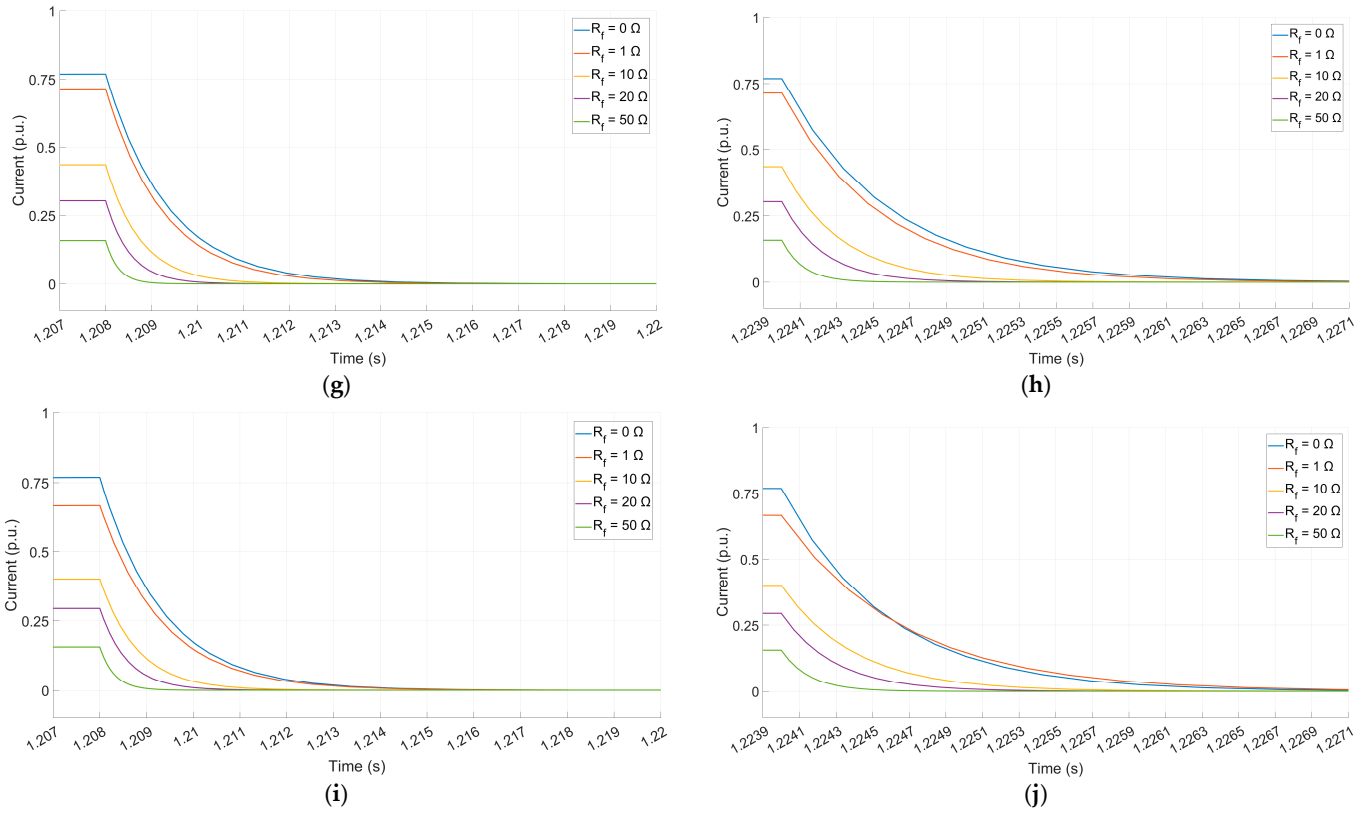 1
0.75
0.5
0.25
0
Current (p.u.)
R_f = 0 Ω
R_f = 1 Ω
R_f = 10 Ω
R_f = 20 Ω
R_f = 50 Ω
1.207 1.208 1.209 1.21 1.211 1.212 1.213 1.214 1.215 1.216 1.217 1.218 1.219 1.22
Time (s)
(g)
1
0.75
0.5
0.25
0
Current (p.u.)
R_f = 0 Ω
R_f = 1 Ω
R_f = 10 Ω
R_f = 20 Ω
R_f = 50 Ω
1.2239 1.2241 1.2243 1.2245 1.2247 1.2249 1.2251 1.2253 1.2255 1.2257 1.2259 1.2261 1.2263 1.2265 1.2267 1.2269 1.2271
Time (s)
(h)
1
0.75
0.5
0.25
0
Current (p.u.)
R_f = 0 Ω
R_f = 1 Ω
R_f = 10 Ω
R_f = 20 Ω
R_f = 50 Ω
1.207 1.208 1.209 1.21 1.211 1.212 1.213 1.214 1.215 1.216 1.217 1.218 1.219 1.22
Time (s)
(i)
1
0.75
0.5
0.25
0
Current (p.u.)
R_f = 0 Ω
R_f = 1 Ω
R_f = 10 Ω
R_f = 20 Ω
R_f = 50 Ω
1.2239 1.2241 1.2243 1.2245 1.2247 1.2249 1.2251 1.2253 1.2255 1.2257 1.2259 1.2261 1.2263 1.2265 1.2267 1.2269 1.2271
Time (s)
(j)